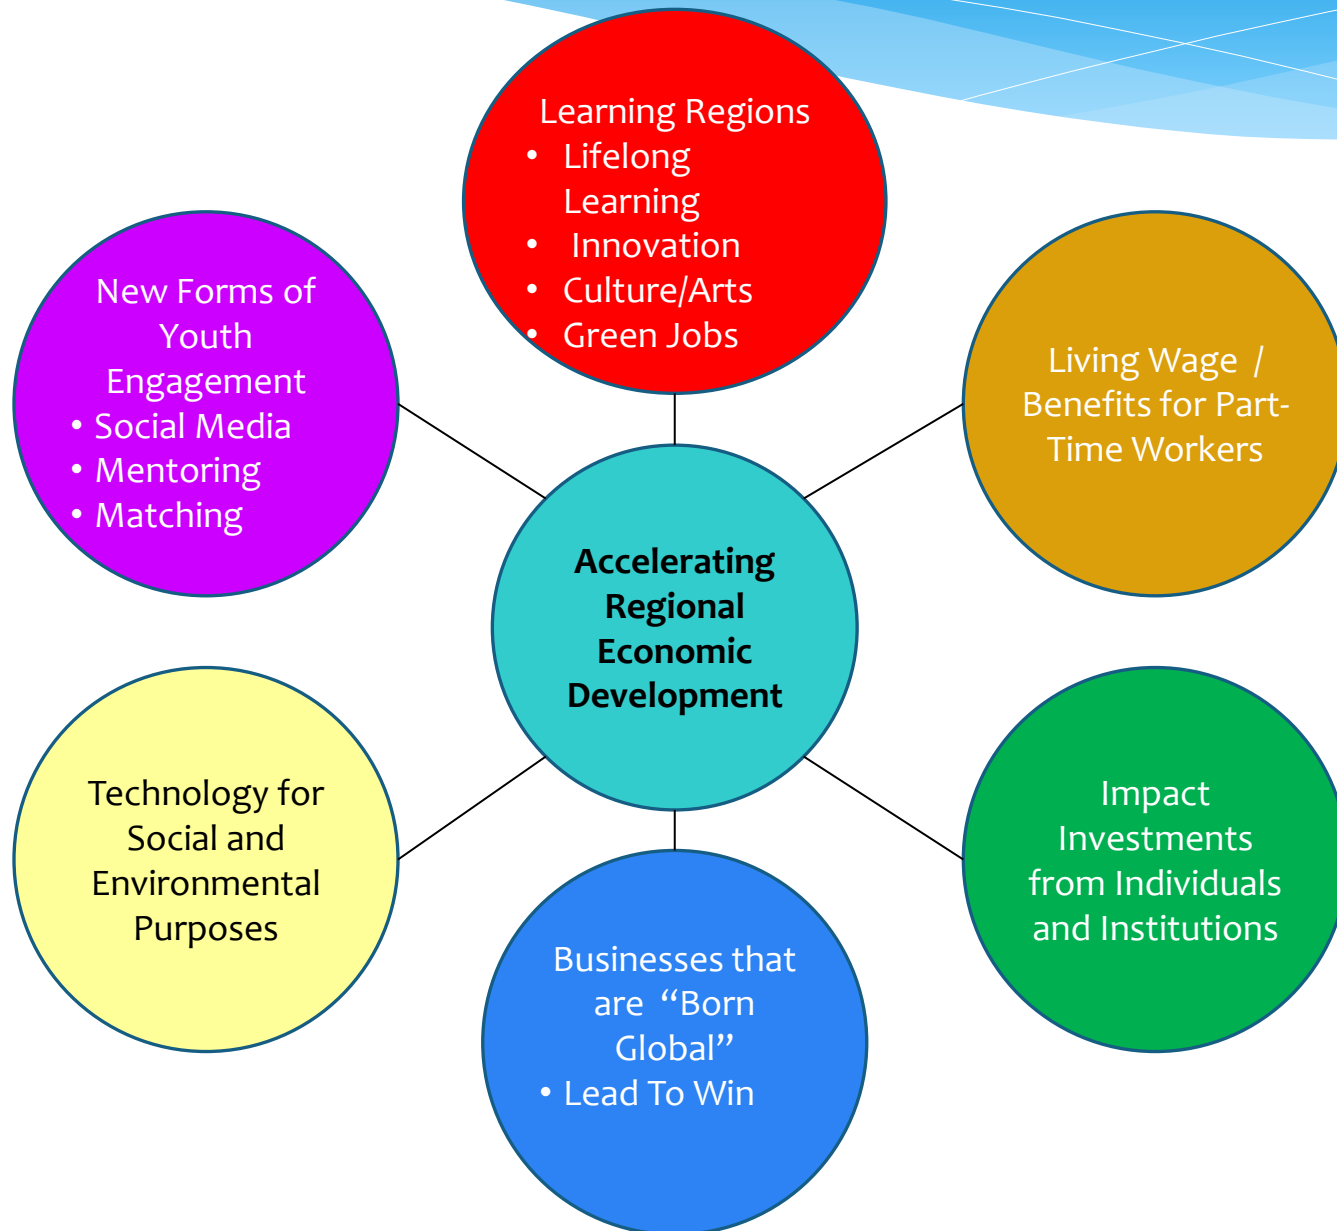 Learning Regions
• Lifelong
Learning
• Innovation
• Culture/Arts
• Green Jobs
New Forms of
Youth
Engagement
• Social Media
• Mentoring
• Matching
Living Wage /
Benefits for Part-
Time Workers
Accelerating
Regional
Economic
Development
Technology for
Social and
Environmental
Purposes
Impact
Investments
from Individuals
and Institutions
Businesses that
are “Born
Global”
• Lead To Win